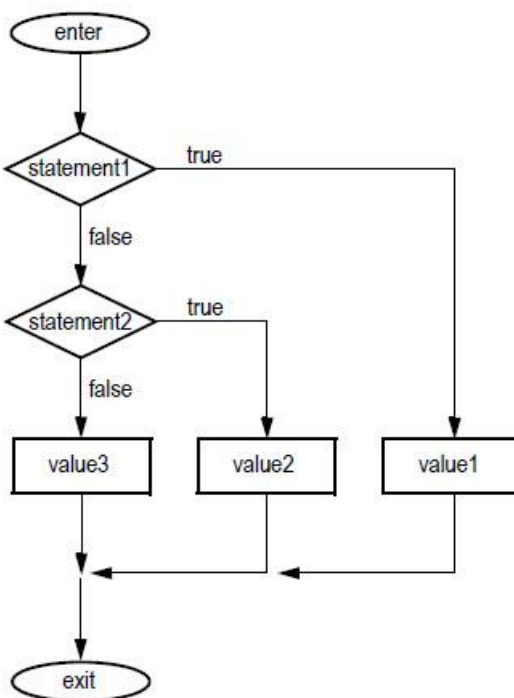 enter
statement1
true
false
statement2
true
false
value3
value2
value1
exit